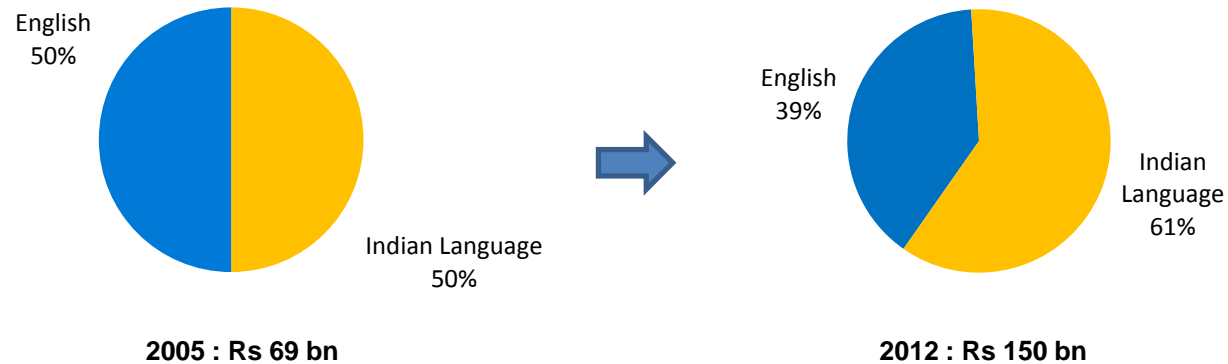 English
50%
Indian Language
50%
2005 : Rs 69 bn
English
39%
Indian
Language
61%
2012 : Rs 150 bn